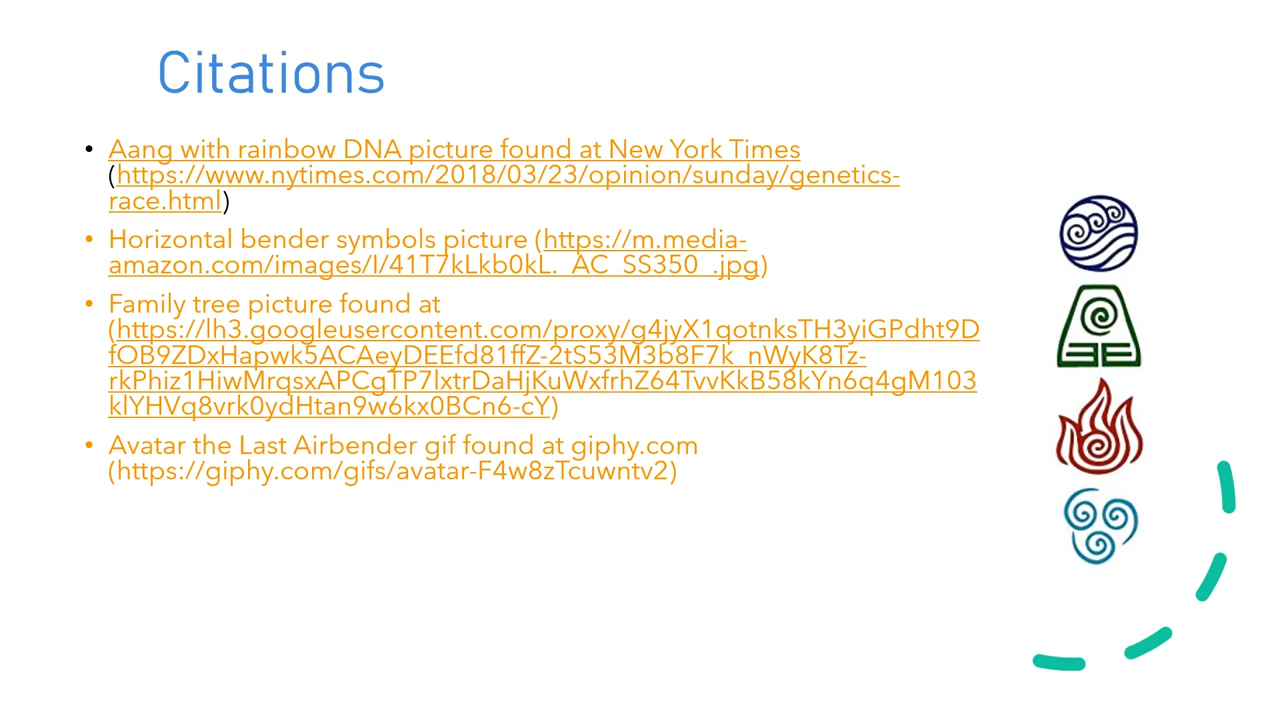 Citations
• Aang with rainbow DNA picture found at New York Times
(https://www.nytimes.com/2018/03/23/opinion/sunday/genetics-
race.html)
• Horizontal bender symbols picture (https://m.media-
amazon.com/images/I/41T7kLkb0kL._AC_SS350_.jpg)
• Family tree picture found at
(https://lh3.googleusercontent.com/proxy/g4jyX1qotnksTH3yiGPdht9D
fOB9ZDxHapwk5ACAeyDEEfd81ffZ-2tS53M3b8F7k_nWyK8Tz-
rkPhiz1HiwMrqsxAPCgTP7lxtrDaHjKuWxfrhZ64TvvKkB58kYn6q4gM103
klYHVq8vrk0ydHtan9w6kx0BCn6-cY)
• Avatar the Last Airbender gif found at giphy.com
(https://giphy.com/gifs/avatar-F4w8zTcuwntv2)